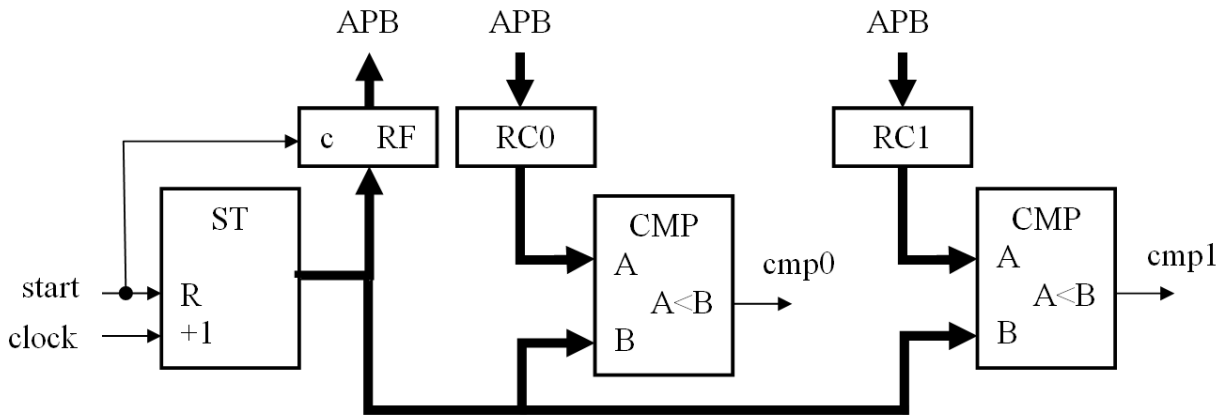 APB APB APB
c RF RC0 RC1
ST CMP CMP
A cmp0 A cmp1
start R A<B A<B
clock +1 B B